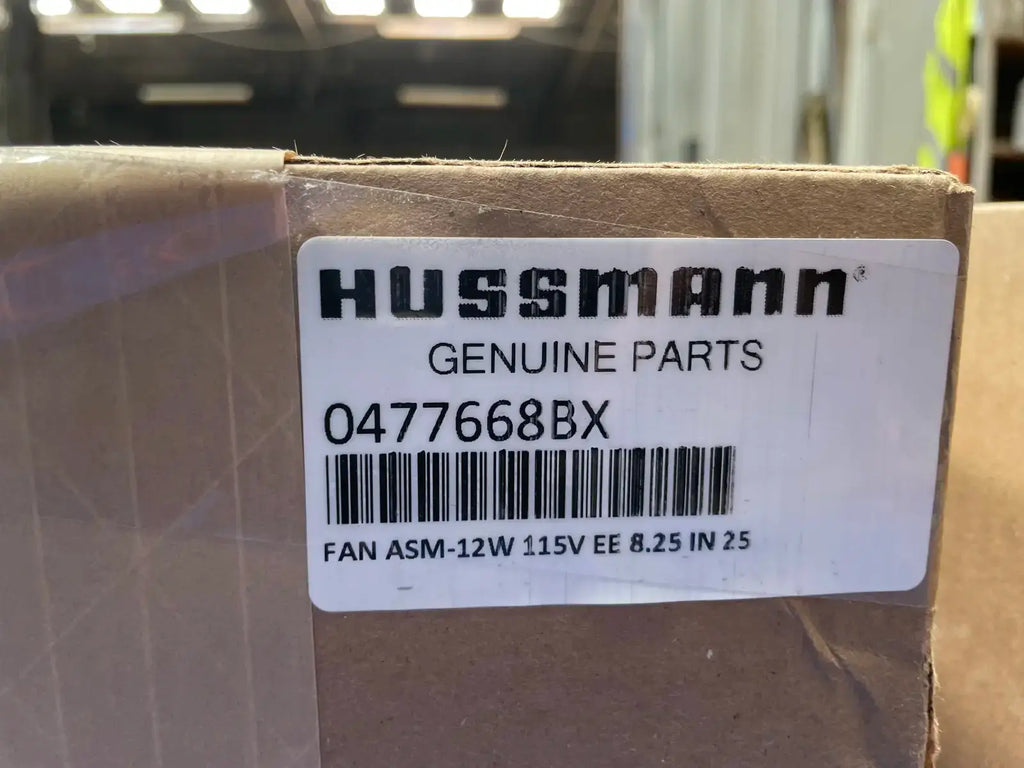 HUSSMANN®
GENUINE PARTS
0477668BX
FAN ASM-12W 115V EE 8.25 IN 25